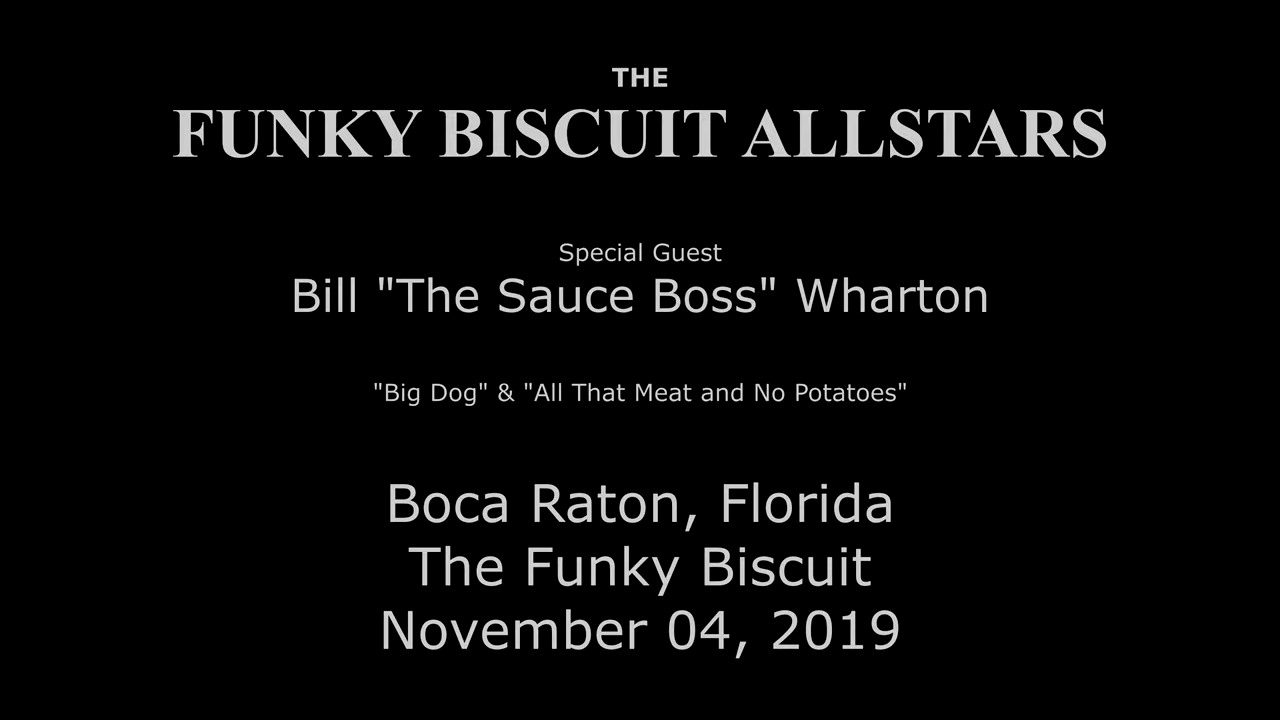 THE
FUNKY BISCUIT ALLSTARS
Special Guest
Bill "The Sauce Boss" Wharton
"Big Dog" & "All That Meat and No Potatoes"
Boca Raton, Florida
The Funky Biscuit
November 04, 2019